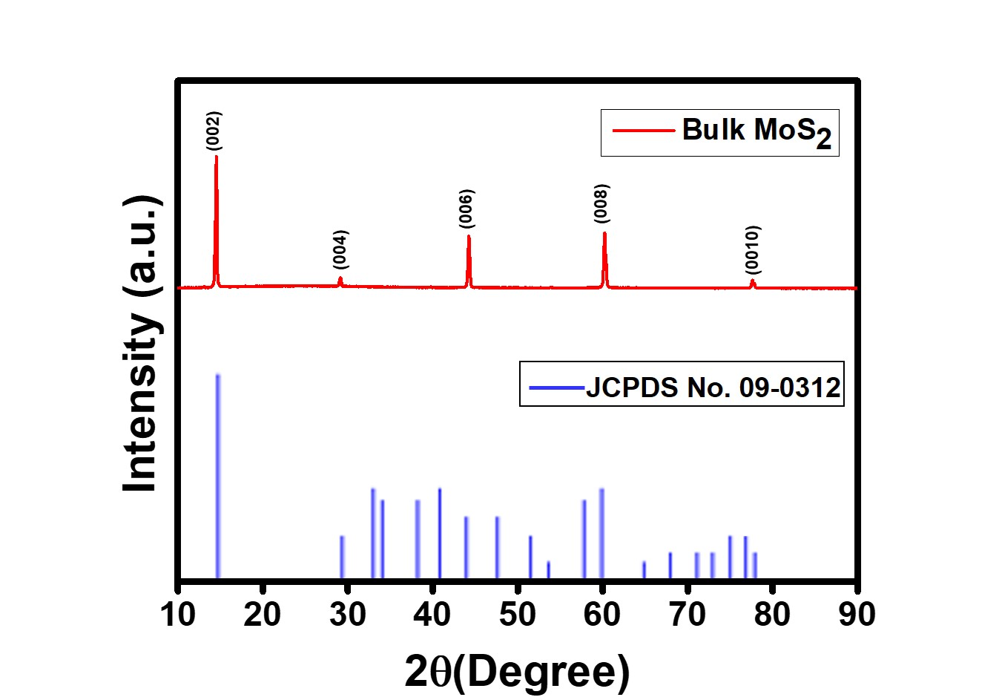 Intensity (a.u.)
(002)
(004)
(006)
(008)
(0010)
Bulk MoS2
JCPDS No. 09-0312
10 20 30 40 50 60 70 80 90
2θ(Degree)